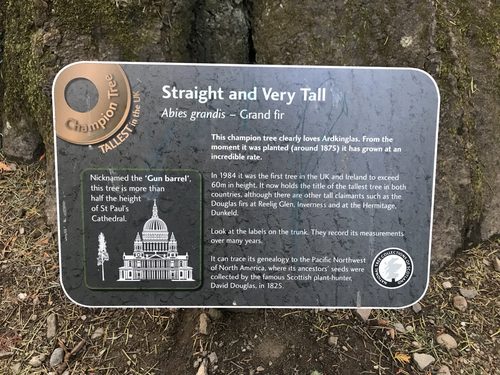 Champion Tree
TALLEST in the UK
Straight and Very Tall
Abies grandis – Grand fir
This champion tree clearly loves Ardkinglas. From the
moment it was planted (around 1875) it has grown at an
incredible rate.
In 1984 it was the first tree in the UK and Ireland to exceed
60m in height. It now holds the title of the tallest tree in both
countries, although there are other tall claimants such as the
Douglas firs at Reelig Glen, Inverness and at the Hermitage,
Dunkeld.
Look at the labels on the trunk. They record its measurements
over many years.
It can trace its genealogy to the Pacific Northwest
of North America, where its ancestors' seeds were
collected by the famous Scottish plant-hunter,
David Douglas, in 1825.
Nicknamed the 'Gun barrel',
this tree is more than
half the height
of St Paul's
Cathedral.